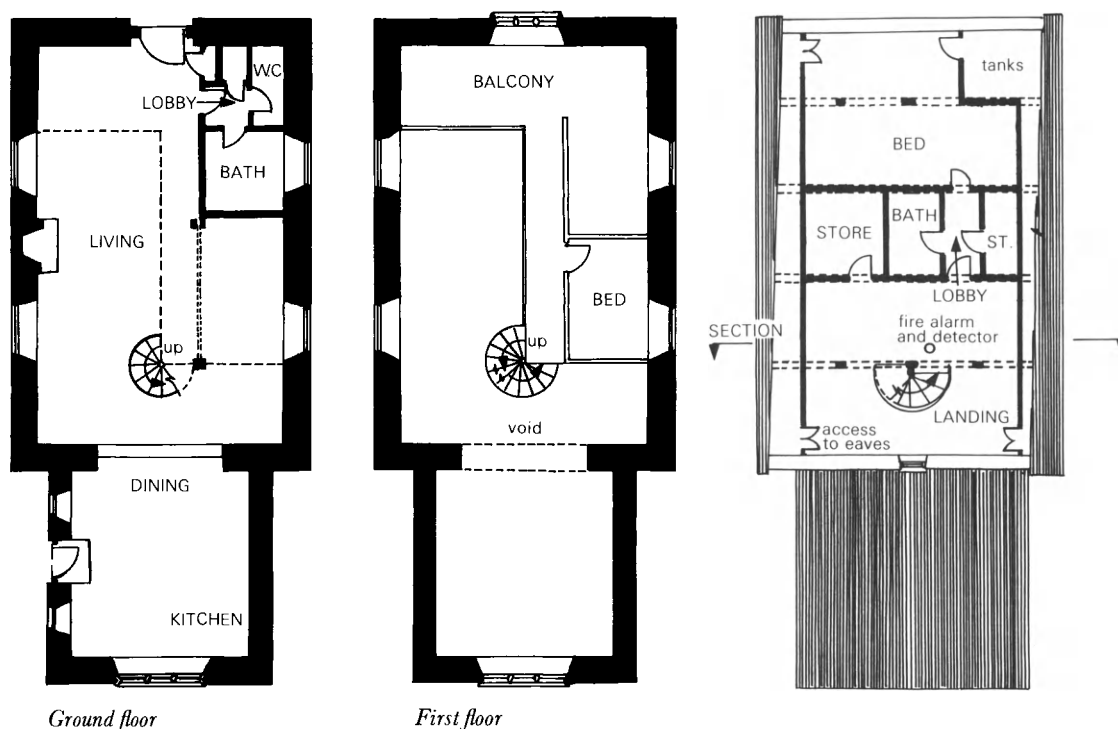 WC
LOBBY
BATH
LIVING
up
DINING
KITCHEN
Ground floor
BALCONY
BED
up
void
First floor
tanks
BED
BATH
STORE
ST.
LOBBY
SECTION
fire alarm
and detector
LANDING
access
to eaves